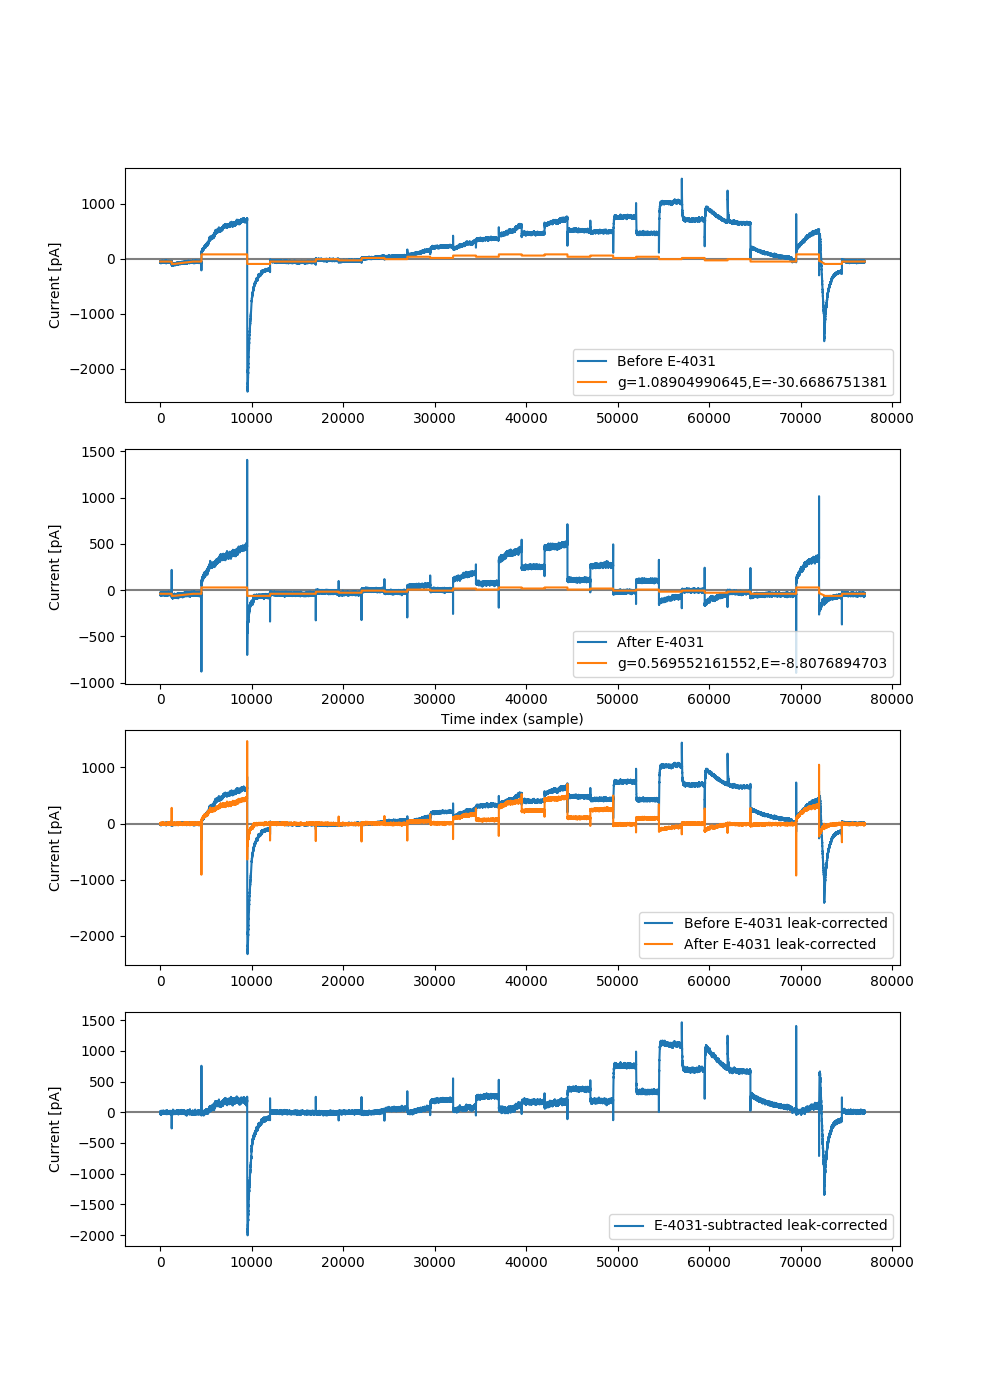 1000
0
−1000
−2000
Current [pA]
Before E-4031
g=1.08904990645,E=-30.6686751381
0 10000 20000 30000 40000 50000 60000 70000 80000
1500
1000
500
0
−500
−1000
Current [pA]
After E-4031
g=0.569552161552,E=-8.8076894703
0 10000 20000 30000 40000 50000 60000 70000 80000
Time index (sample)
1000
0
−1000
−2000
Current [pA]
Before E-4031 leak-corrected
After E-4031 leak-corrected
0 10000 20000 30000 40000 50000 60000 70000 80000
1500
1000
500
0
−500
−1000
−1500
−2000
Current [pA]
E-4031-subtracted leak-corrected
0 10000 20000 30000 40000 50000 60000 70000 80000